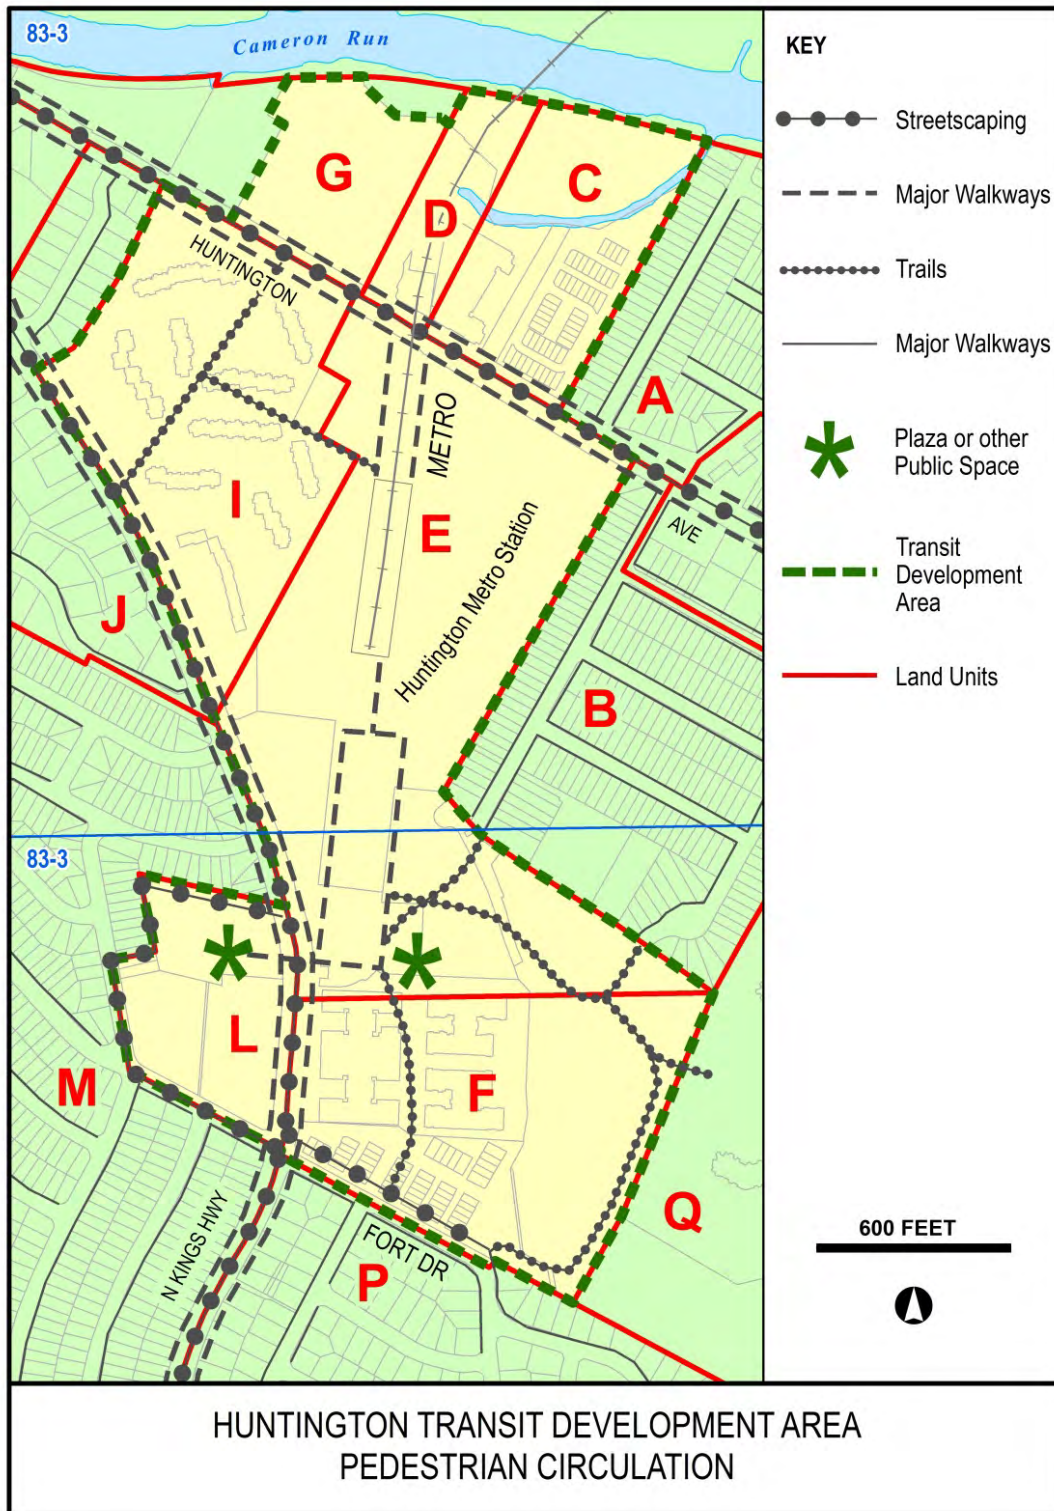 83-3
Cameron Run
KEY
Streetscaping
G
C
Major Walkways
D
HUNTINGTON
Trails
Major Walkways
A
METRO
Plaza or other
Public Space
I
E
AVE
Huntington Metro Station
Transit
Development
Area
J
Land Units
B
83-3
L
M
F
Q
N KINGS HWY
FORT DR
P
600 FEET
HUNTINGTON TRANSIT DEVELOPMENT AREA
PEDESTRIAN CIRCULATION